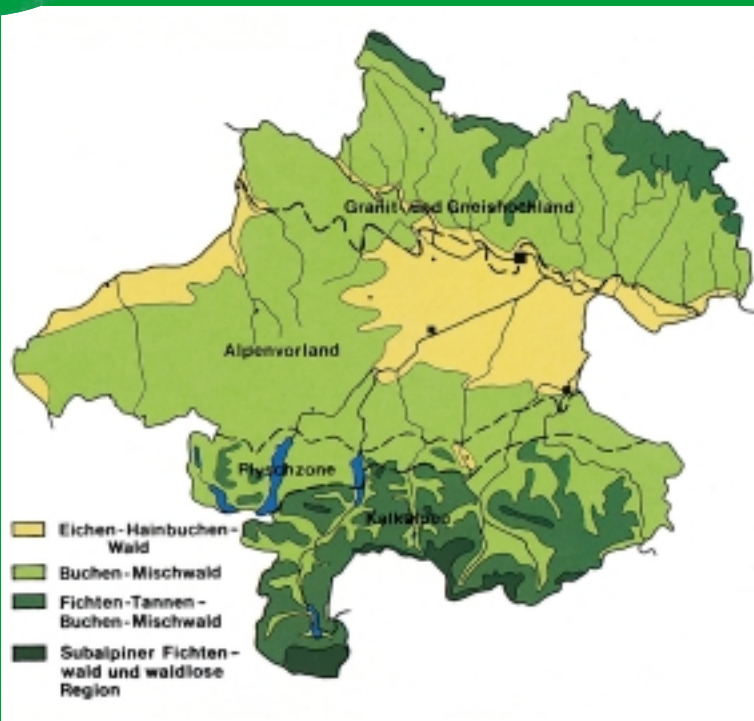 Granit- und Gneishochland
Alpenvorland
Flyschzone
Kalkalpen
Eichen-Hainbuchen-
Wald
Buchen-Mischwald
Fichten-Tannen-
Buchen-Mischwald
Subalpiner Fichten-
wald und waldlose
Region